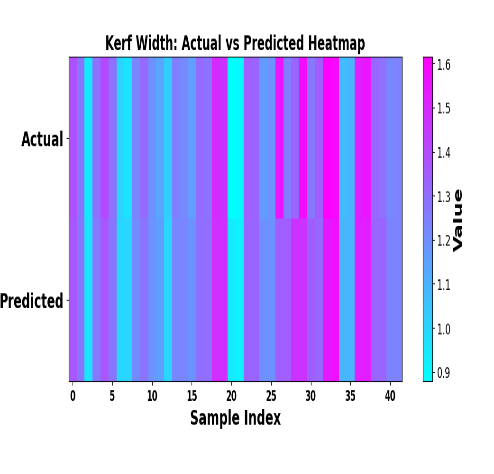 Kerf Width: Actual vs Predicted Heatmap
Actual
Predicted
0 5 10 15 20 25 30 35 40
Sample Index
1.6
1.5
1.4
1.3
1.2
1.1
1.0
0.9
Value